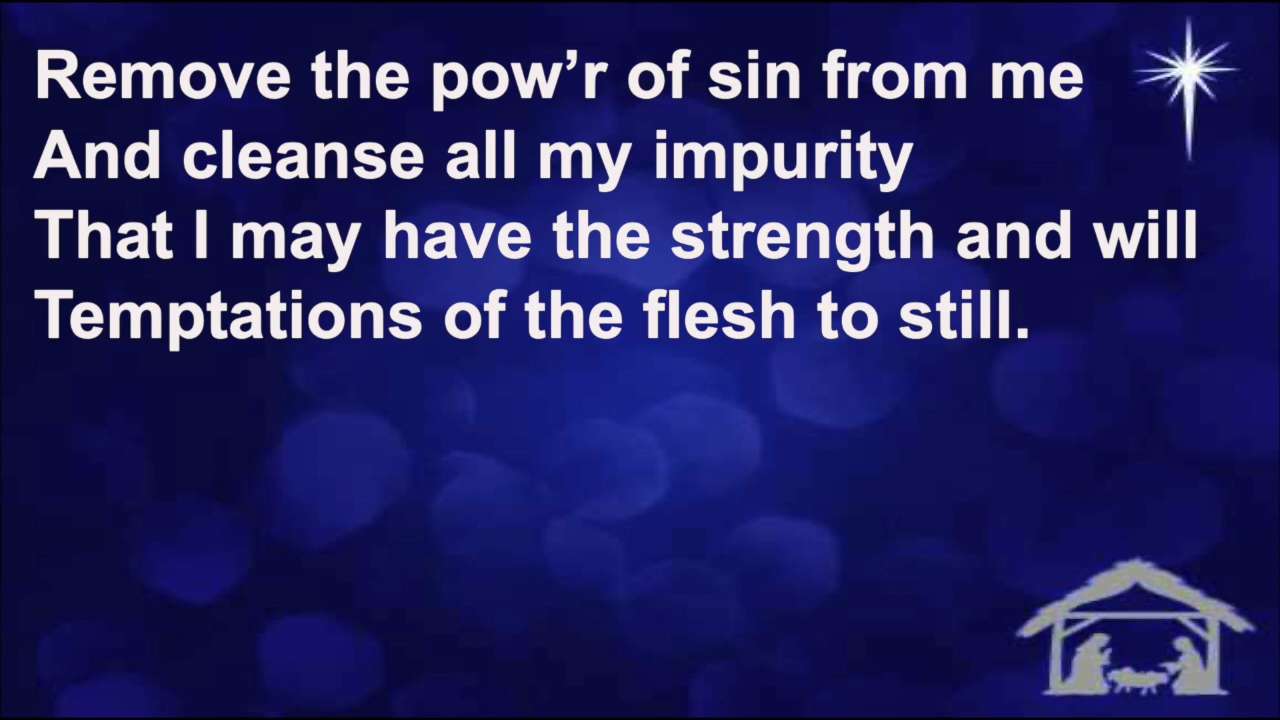 Remove the pow’r of sin from me
And cleanse all my impurity
That I may have the strength and will
Temptations of the flesh to still.